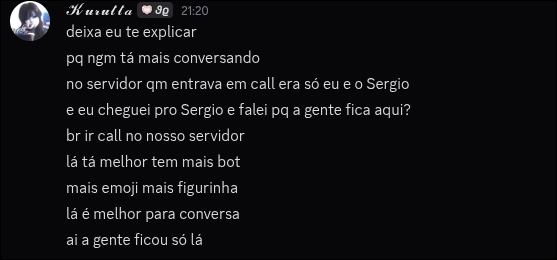 𝓚𝓾𝓻𝓾𝓵𝓵𝓪 21:20
deixa eu te explicar
pq ngm tá mais conversando
no servidor qm entrava em call era só eu e o Sergio
e eu cheguei pro Sergio e falei pq a gente fica aqui?
br ir call no nosso servidor
lá tá melhor tem mais bot
mais emoji mais figurinha
lá é melhor para conversa
ai a gente ficou só lá